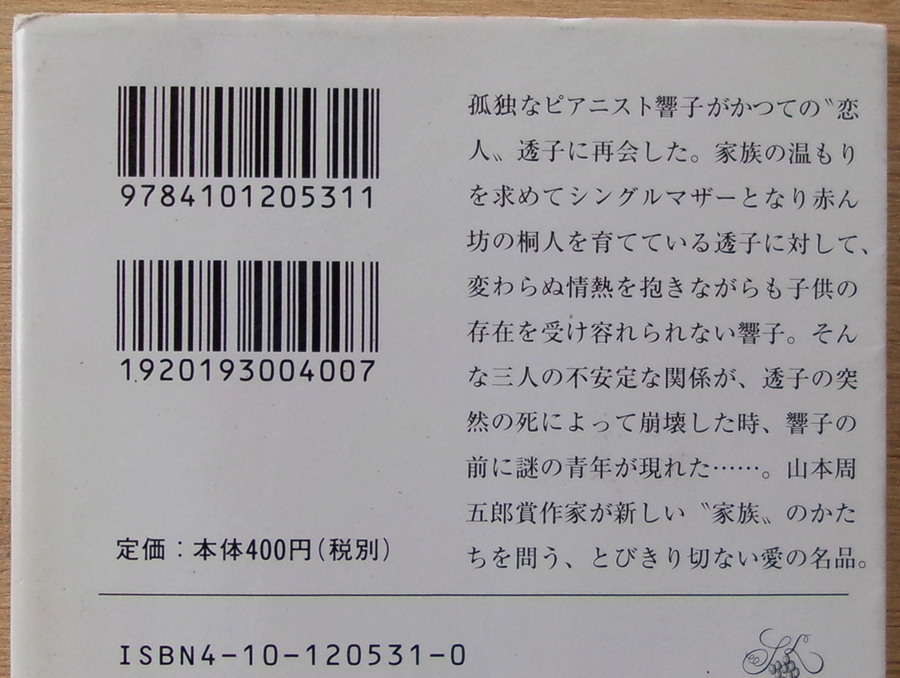 9784101205311
1920193004007
定価：本体400円（税別）
孤独なピアニスト響子がかつての〝恋
人〟透子に再会した。家族の温もり
を求めてシングルマザーとなり赤ん
坊の桐人を育てている透子に対して、
変わらぬ情熱を抱きながらも子供の
存在を受け容れられない響子。そん
な三人の不安定な関係が、透子の突
然の死によって崩壊した時、響子の
前に謎の青年が現れた……。山本周
五郎賞作家が新しい〝家族〟のかた
ちを問う、とびきり切ない愛の名品。
ISBN4-10-120531-0